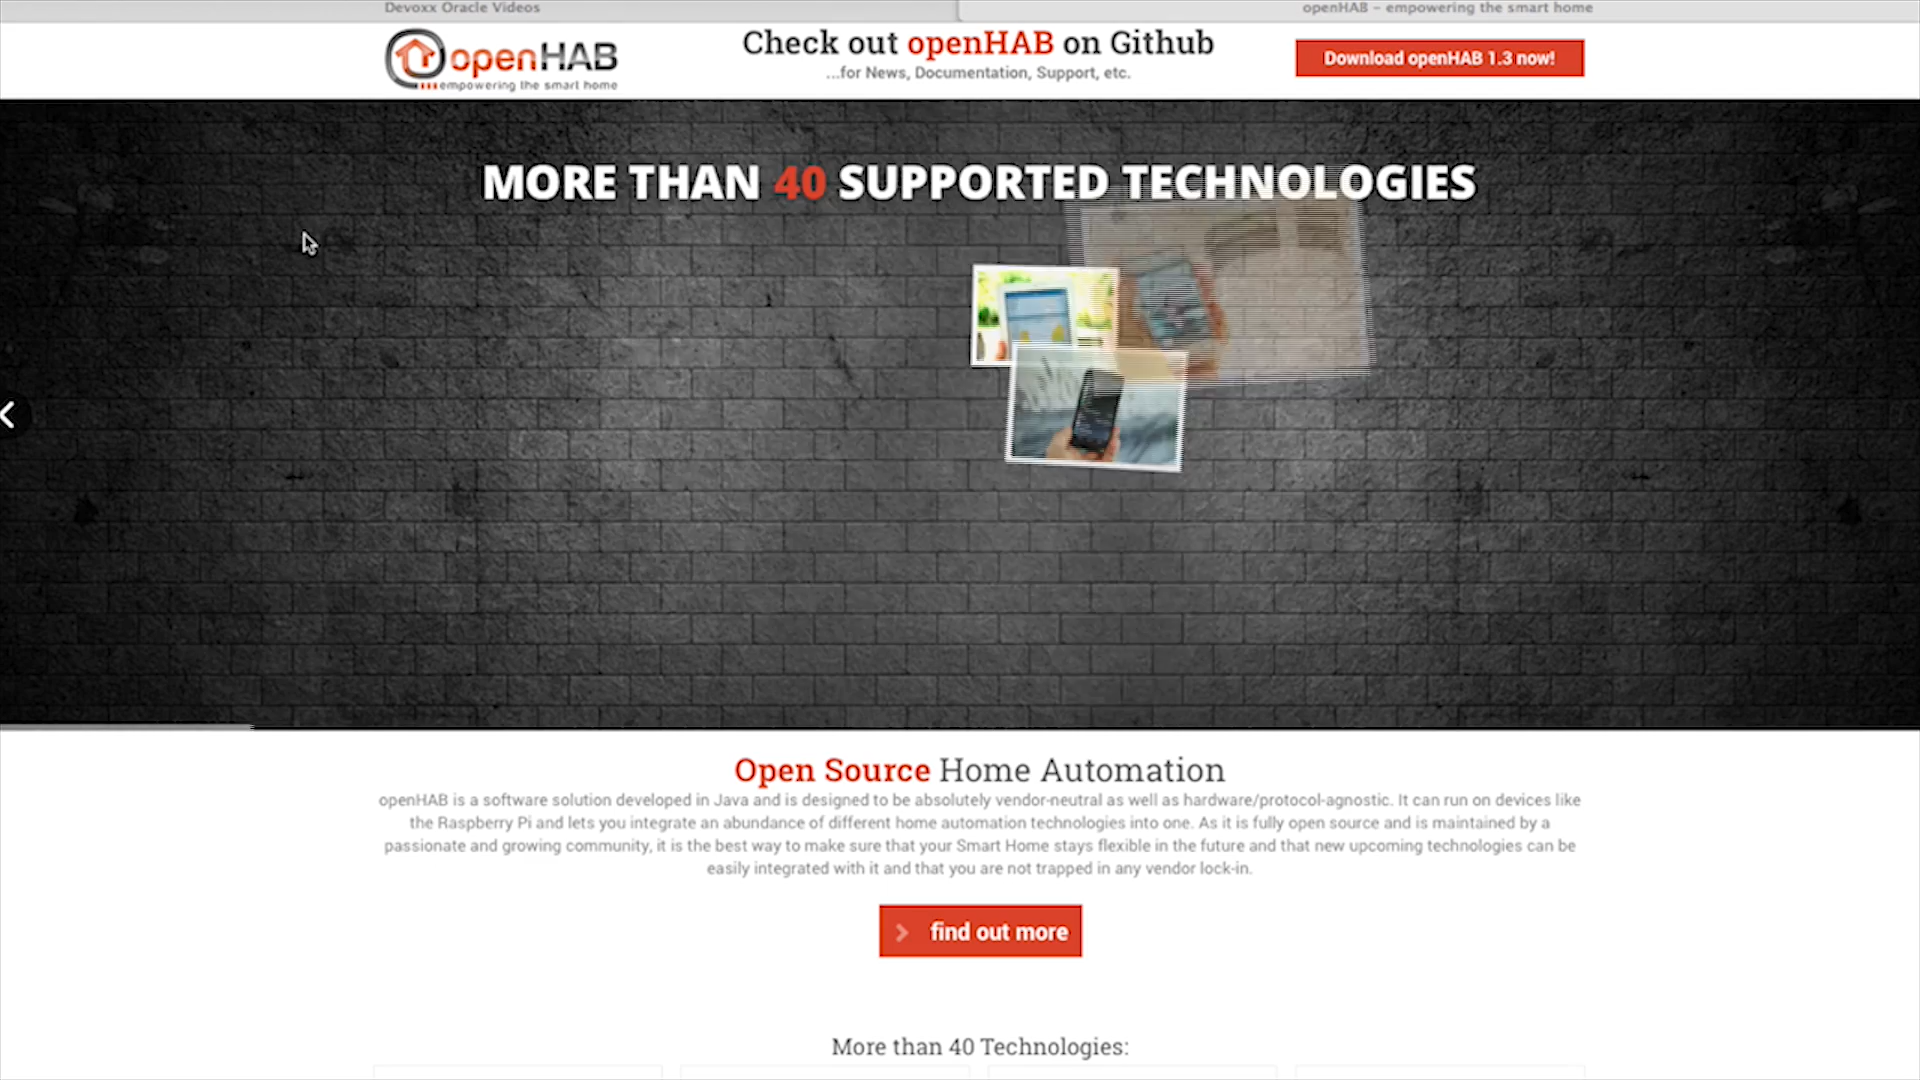 Devoxx Oracle Videos
openHAB – empowering the smart home
openHAB
empowering the smart home
Check out openHAB on Github
...for News, Documentation, Support, etc.
Download openHAB 1.3 now!
MORE THAN 40 SUPPORTED TECHNOLOGIES
Open Source Home Automation
openHAB is a software solution developed in Java and is designed to be absolutely vendor-neutral as well as hardware/protocol-agnostic. It can run on devices like
the Raspberry Pi and lets you integrate an abundance of different home automation technologies into one. As it is fully open source and is maintained by a
passionate and growing community, it is the best way to make sure that your Smart Home stays flexible in the future and that new upcoming technologies can be
easily integrated with it and that you are not trapped in any vendor lock-in.
find out more
More than 40 Technologies: